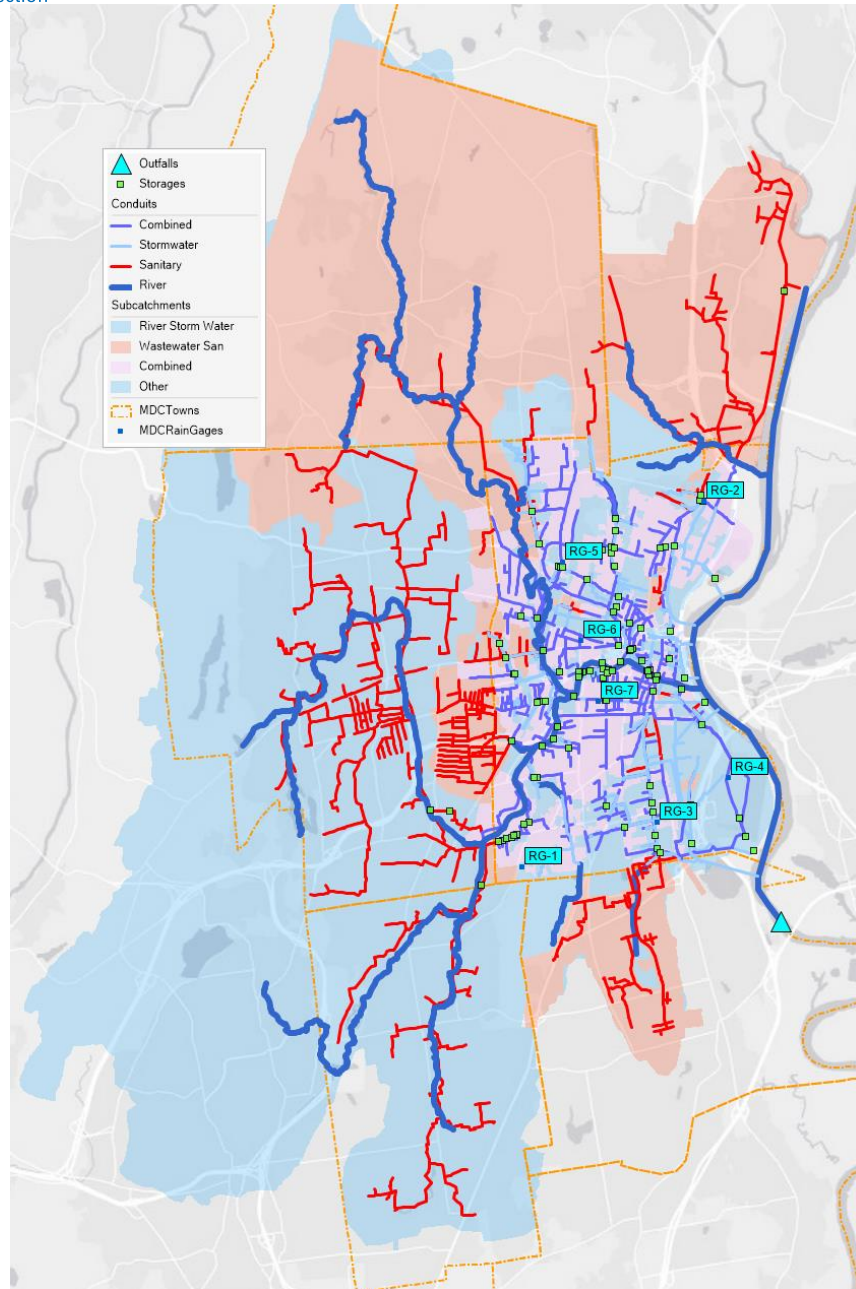 Outfalls
Storages
Conduits
Combined
Stormwater
Sanitary
River
Subcatchments
River Storm Water
Wastewater San
Combined
Other
MDCTowns
MDCRainGages
RG-2
RG-5
RG-6
RG-7
RG-4
RG-3
RG-1